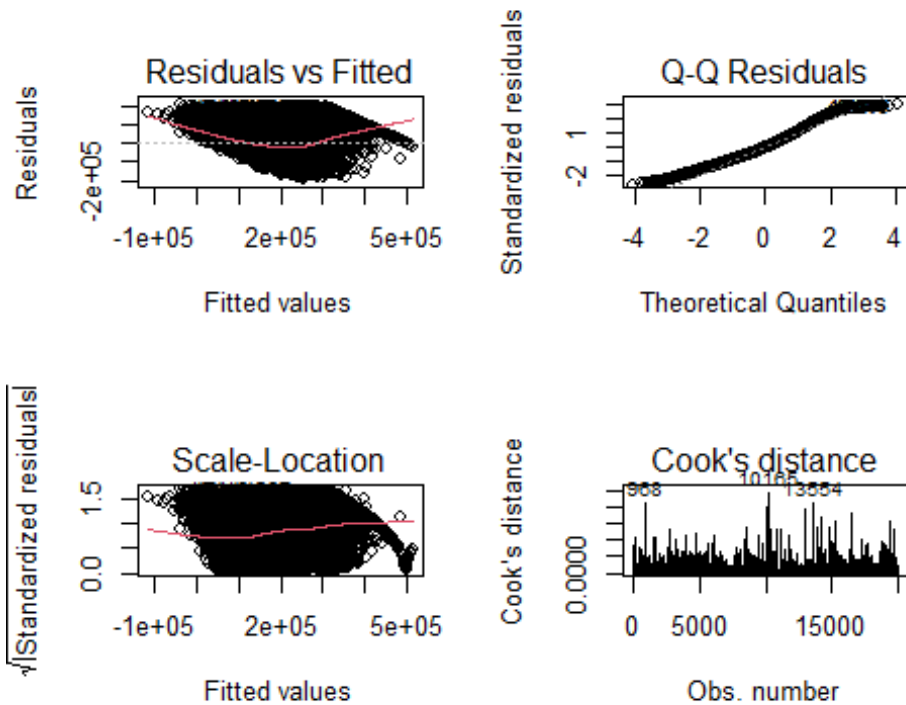 Residuals vs Fitted
Residuals
-2e+05
-1e+05 2e+05 5e+05
Fitted values
Q-Q Residuals
Standardized residuals
-2 1
-4 -2 0 2 4
Theoretical Quantiles
Scale-Location
√|Standardized residuals|
0.0 1.5
-1e+05 2e+05 5e+05
Fitted values
Cook's distance
10165
968 13554
Cook's distance
0.0000
0 5000 15000
Obs. number